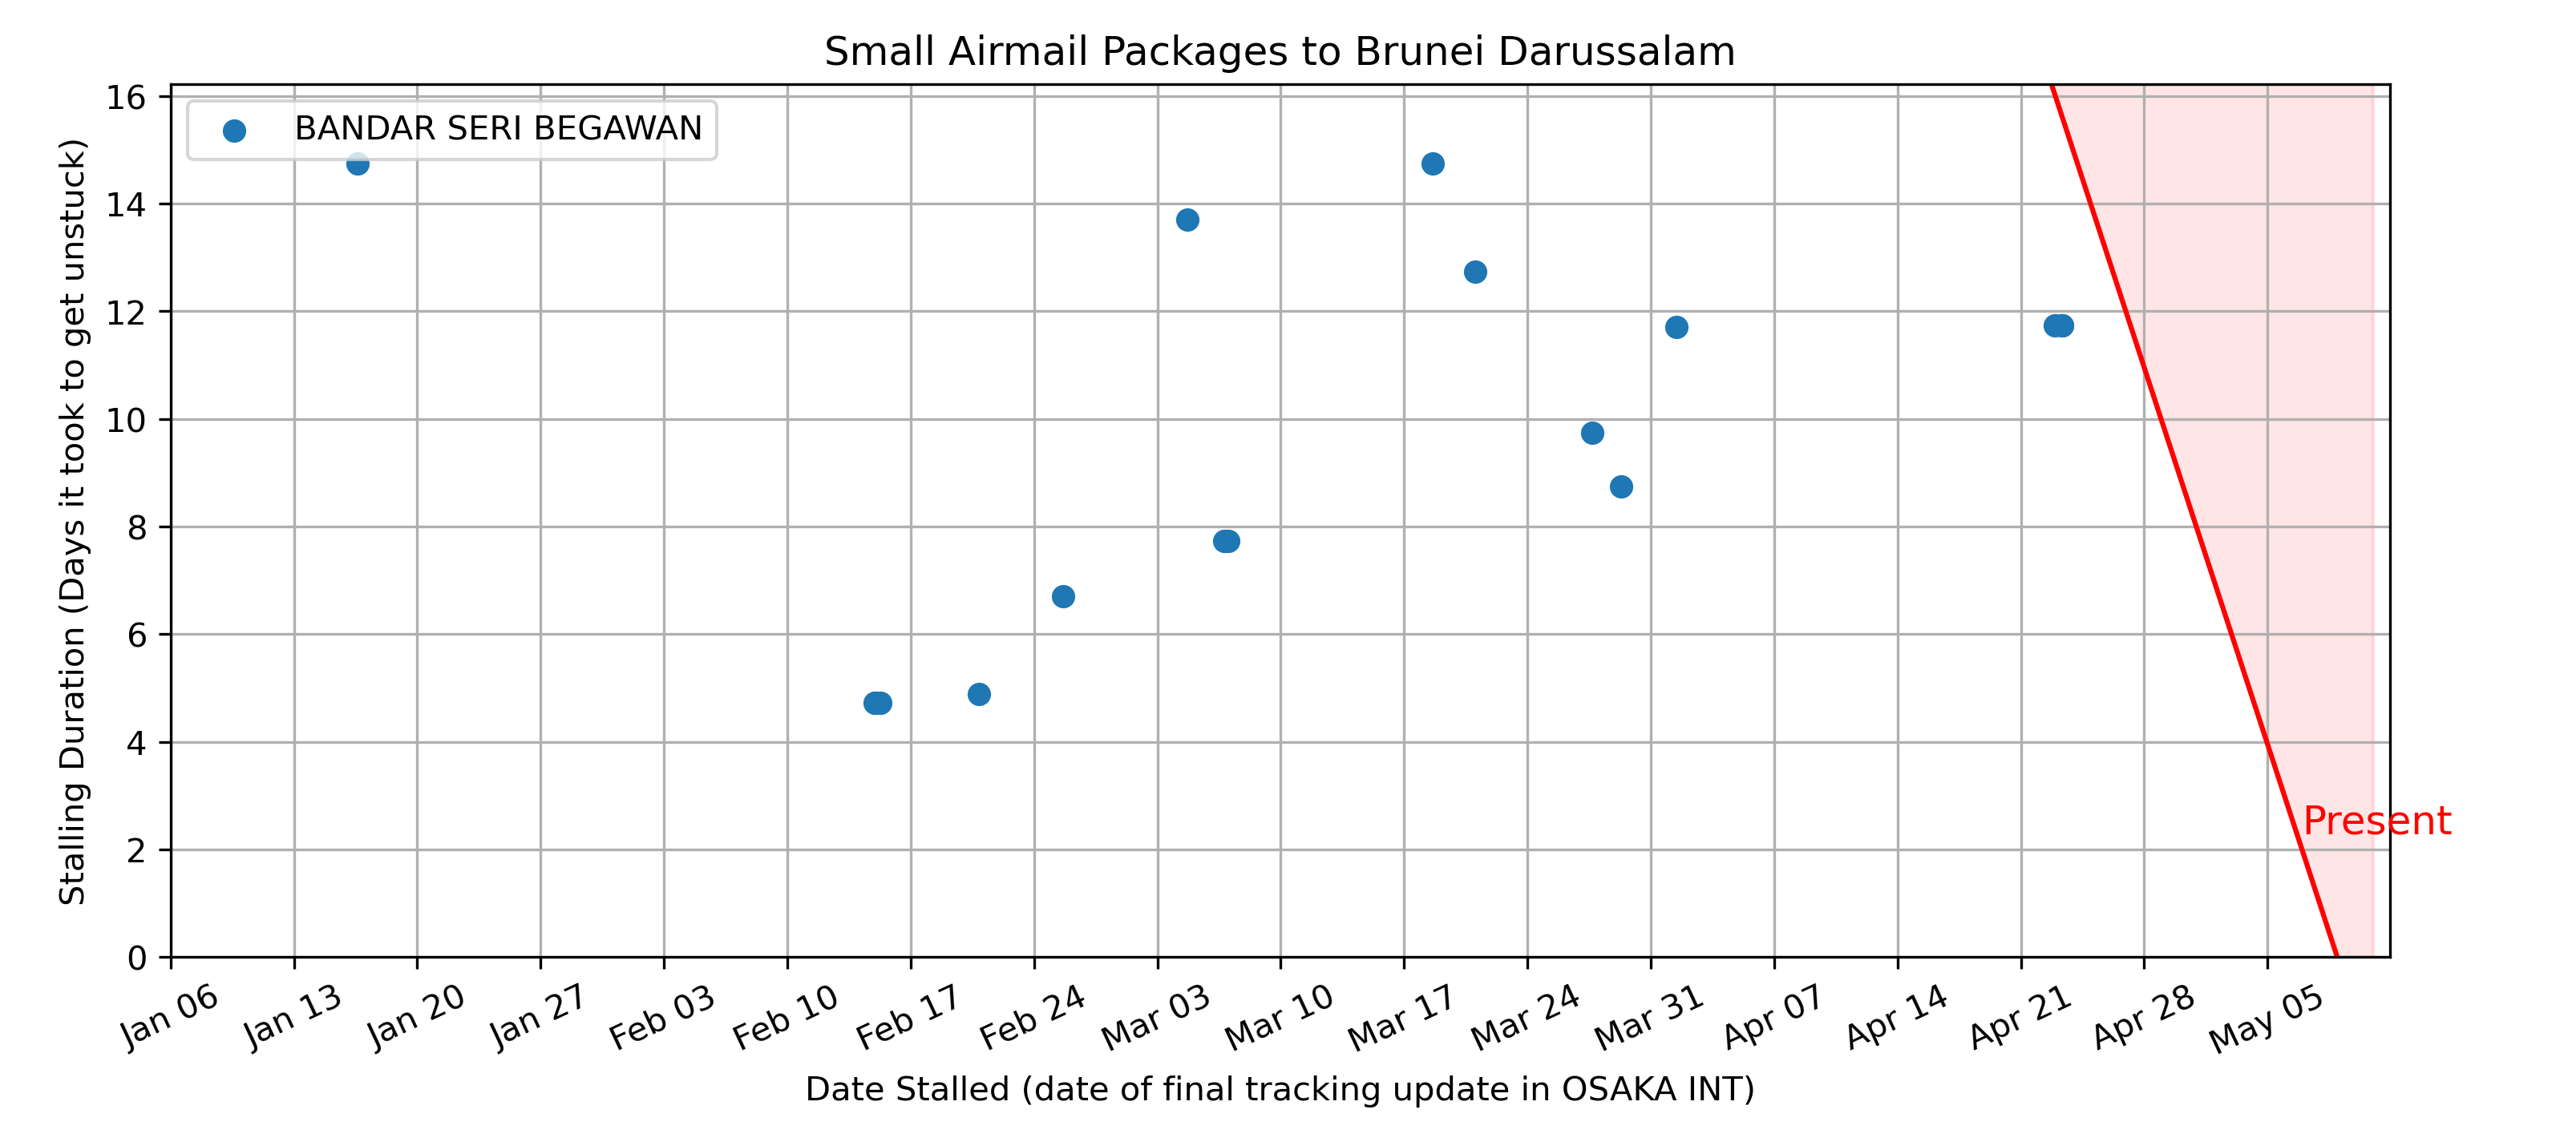 Small Airmail Packages to Brunei Darussalam
BANDAR SERI BEGAWAN
Stalling Duration (Days it took to get unstuck)
16
14
12
10
8
6
4
2
0
Present
Jan 06
Jan 13
Jan 20
Jan 27
Feb 03
Feb 10
Feb 17
Feb 24
Mar 03
Mar 10
Mar 17
Mar 24
Mar 31
Apr 07
Apr 14
Apr 21
Apr 28
May 05
Date Stalled (date of final tracking update in OSAKA INT)